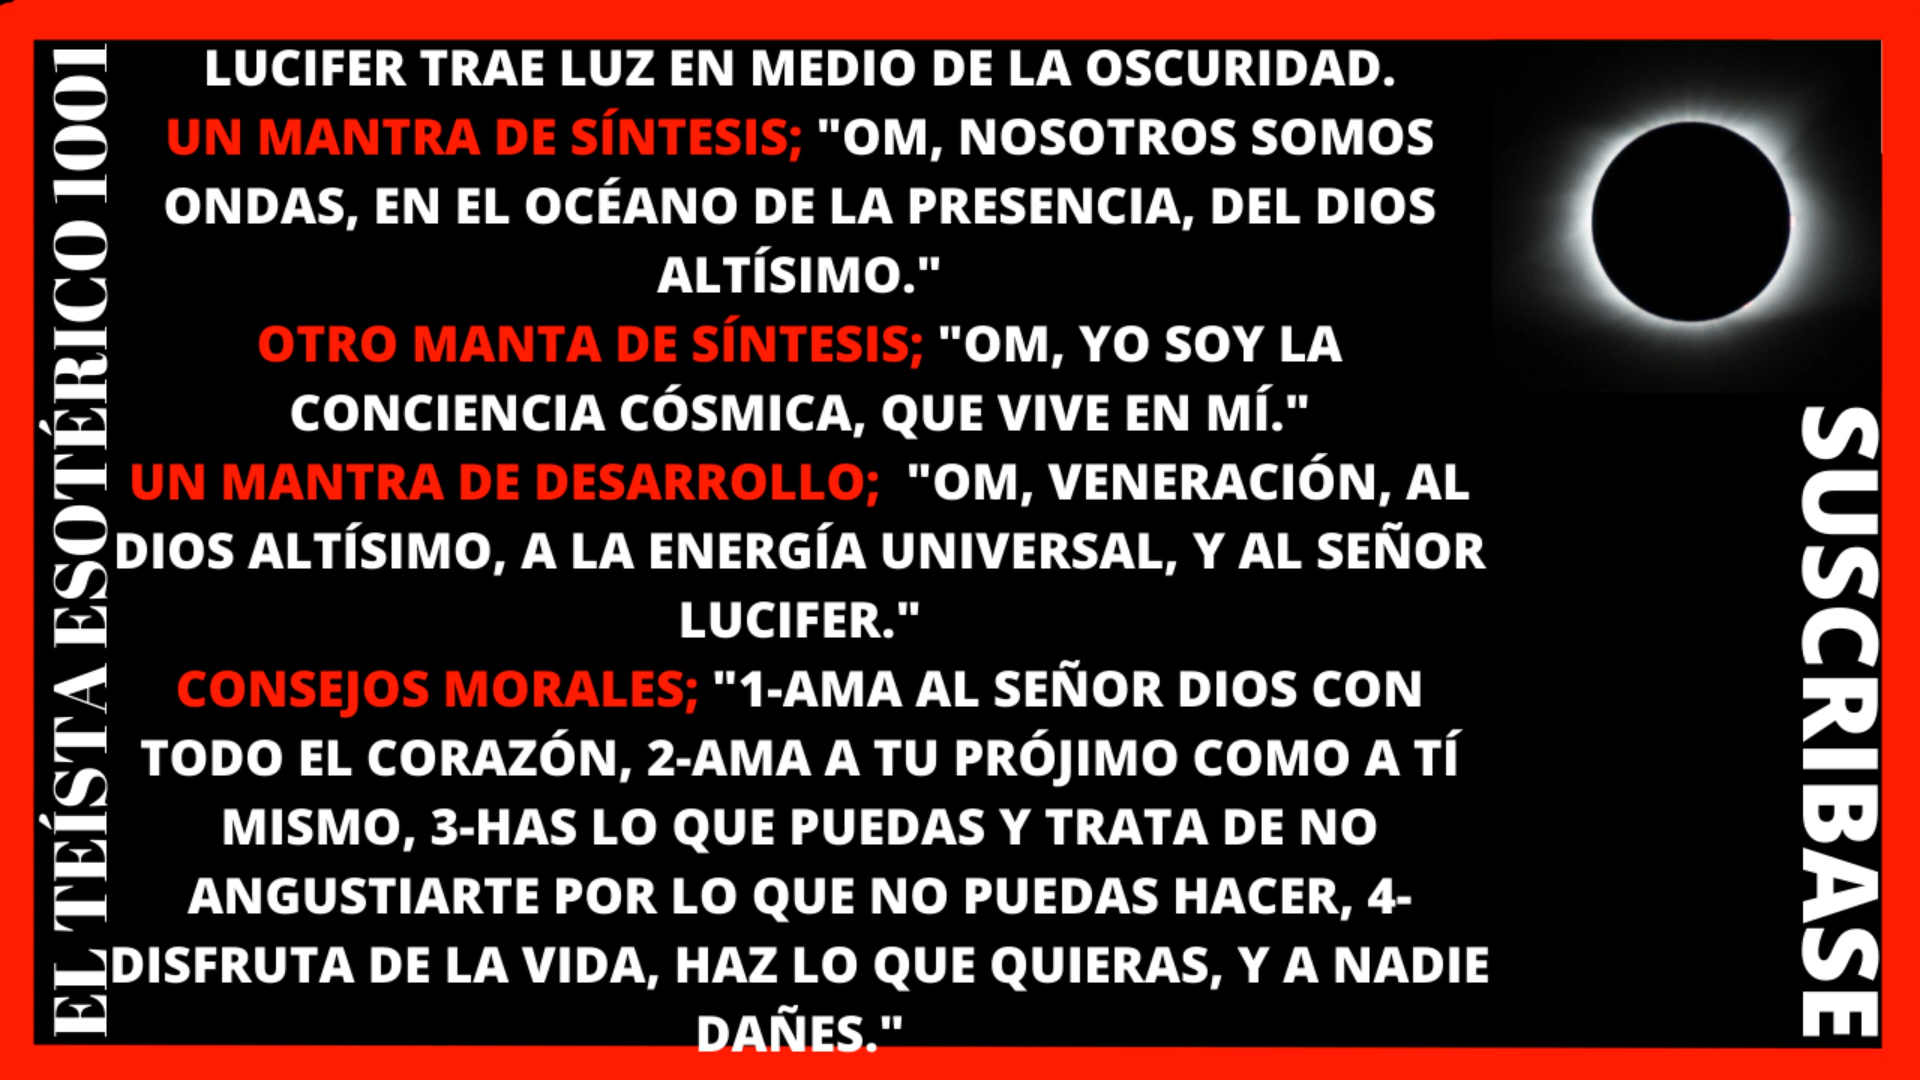 EL TEÍSTA ESOTÉRICO 1001
LUCIFER TRAE LUZ EN MEDIO DE LA OSCURIDAD.
UN MANTRA DE SÍNTESIS; "OM, NOSOTROS SOMOS
ONDAS, EN EL OCÉANO DE LA PRESENCIA, DEL DIOS
ALTÍSIMO."
OTRO MANTA DE SÍNTESIS; "OM, YO SOY LA
CONCIENCIA CÓSMICA, QUE VIVE EN MÍ."
UN MANTRA DE DESARROLLO; "OM, VENERACIÓN, AL
DIOS ALTÍSIMO, A LA ENERGÍA UNIVERSAL, Y AL SEÑOR
LUCIFER."
CONSEJOS MORALES; "1-AMA AL SEÑOR DIOS CON
TODO EL CORAZÓN, 2-AMA A TU PRÓJIMO COMO A TÍ
MISMO, 3-HAS LO QUE PUEDAS Y TRATA DE NO
ANGUSTIARTE POR LO QUE NO PUEDAS HACER, 4-
DISFRUTA DE LA VIDA, HAZ LO QUE QUIERAS, Y A NADIE
DAÑES."
SUSCRIBASE